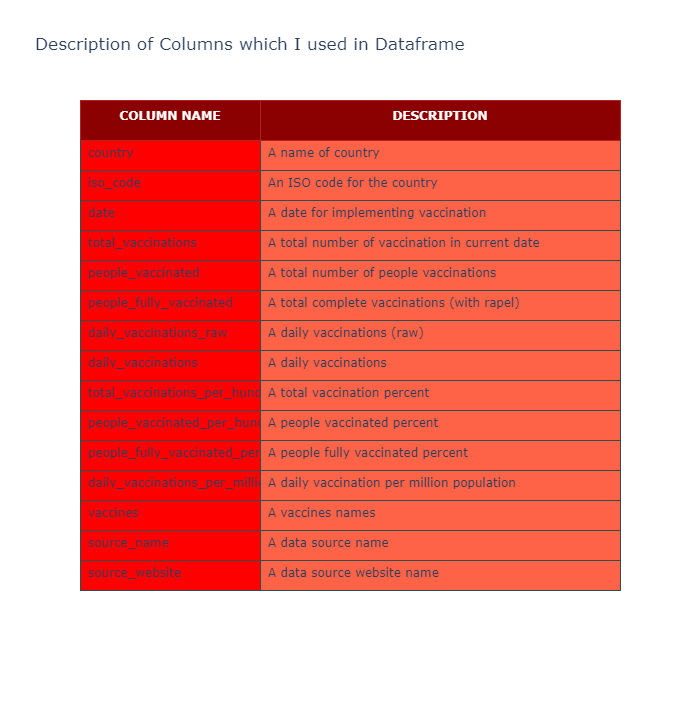 Description of Columns which I used in Dataframe
COLUMN NAME DESCRIPTION
country A name of country
iso_code An ISO code for the country
date A date for implementing vaccination
total_vaccinations A total number of vaccination in current date
people_vaccinated A total number of people vaccinations
people_fully_vaccinated A total complete vaccinations (with rapel)
daily_vaccinations_raw A daily vaccinations (raw)
daily_vaccinations A daily vaccinations
total_vaccinations_per_hund A total vaccination percent
people_vaccinated_per_hun A people vaccinated percent
people_fully_vaccinated_per A people fully vaccinated percent
daily_vaccinations_per_milli A daily vaccination per million population
vaccines A vaccines names
source_name A data source name
source_website A data source website name